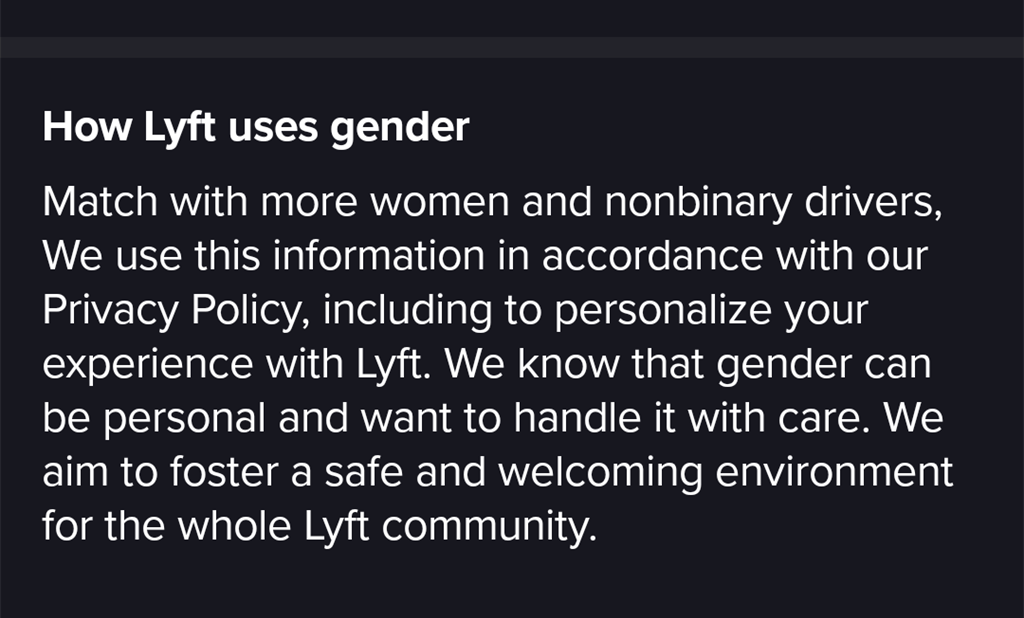 How Lyft uses gender
Match with more women and nonbinary drivers,
We use this information in accordance with our
Privacy Policy, including to personalize your
experience with Lyft. We know that gender can
be personal and want to handle it with care. We
aim to foster a safe and welcoming environment
for the whole Lyft community.